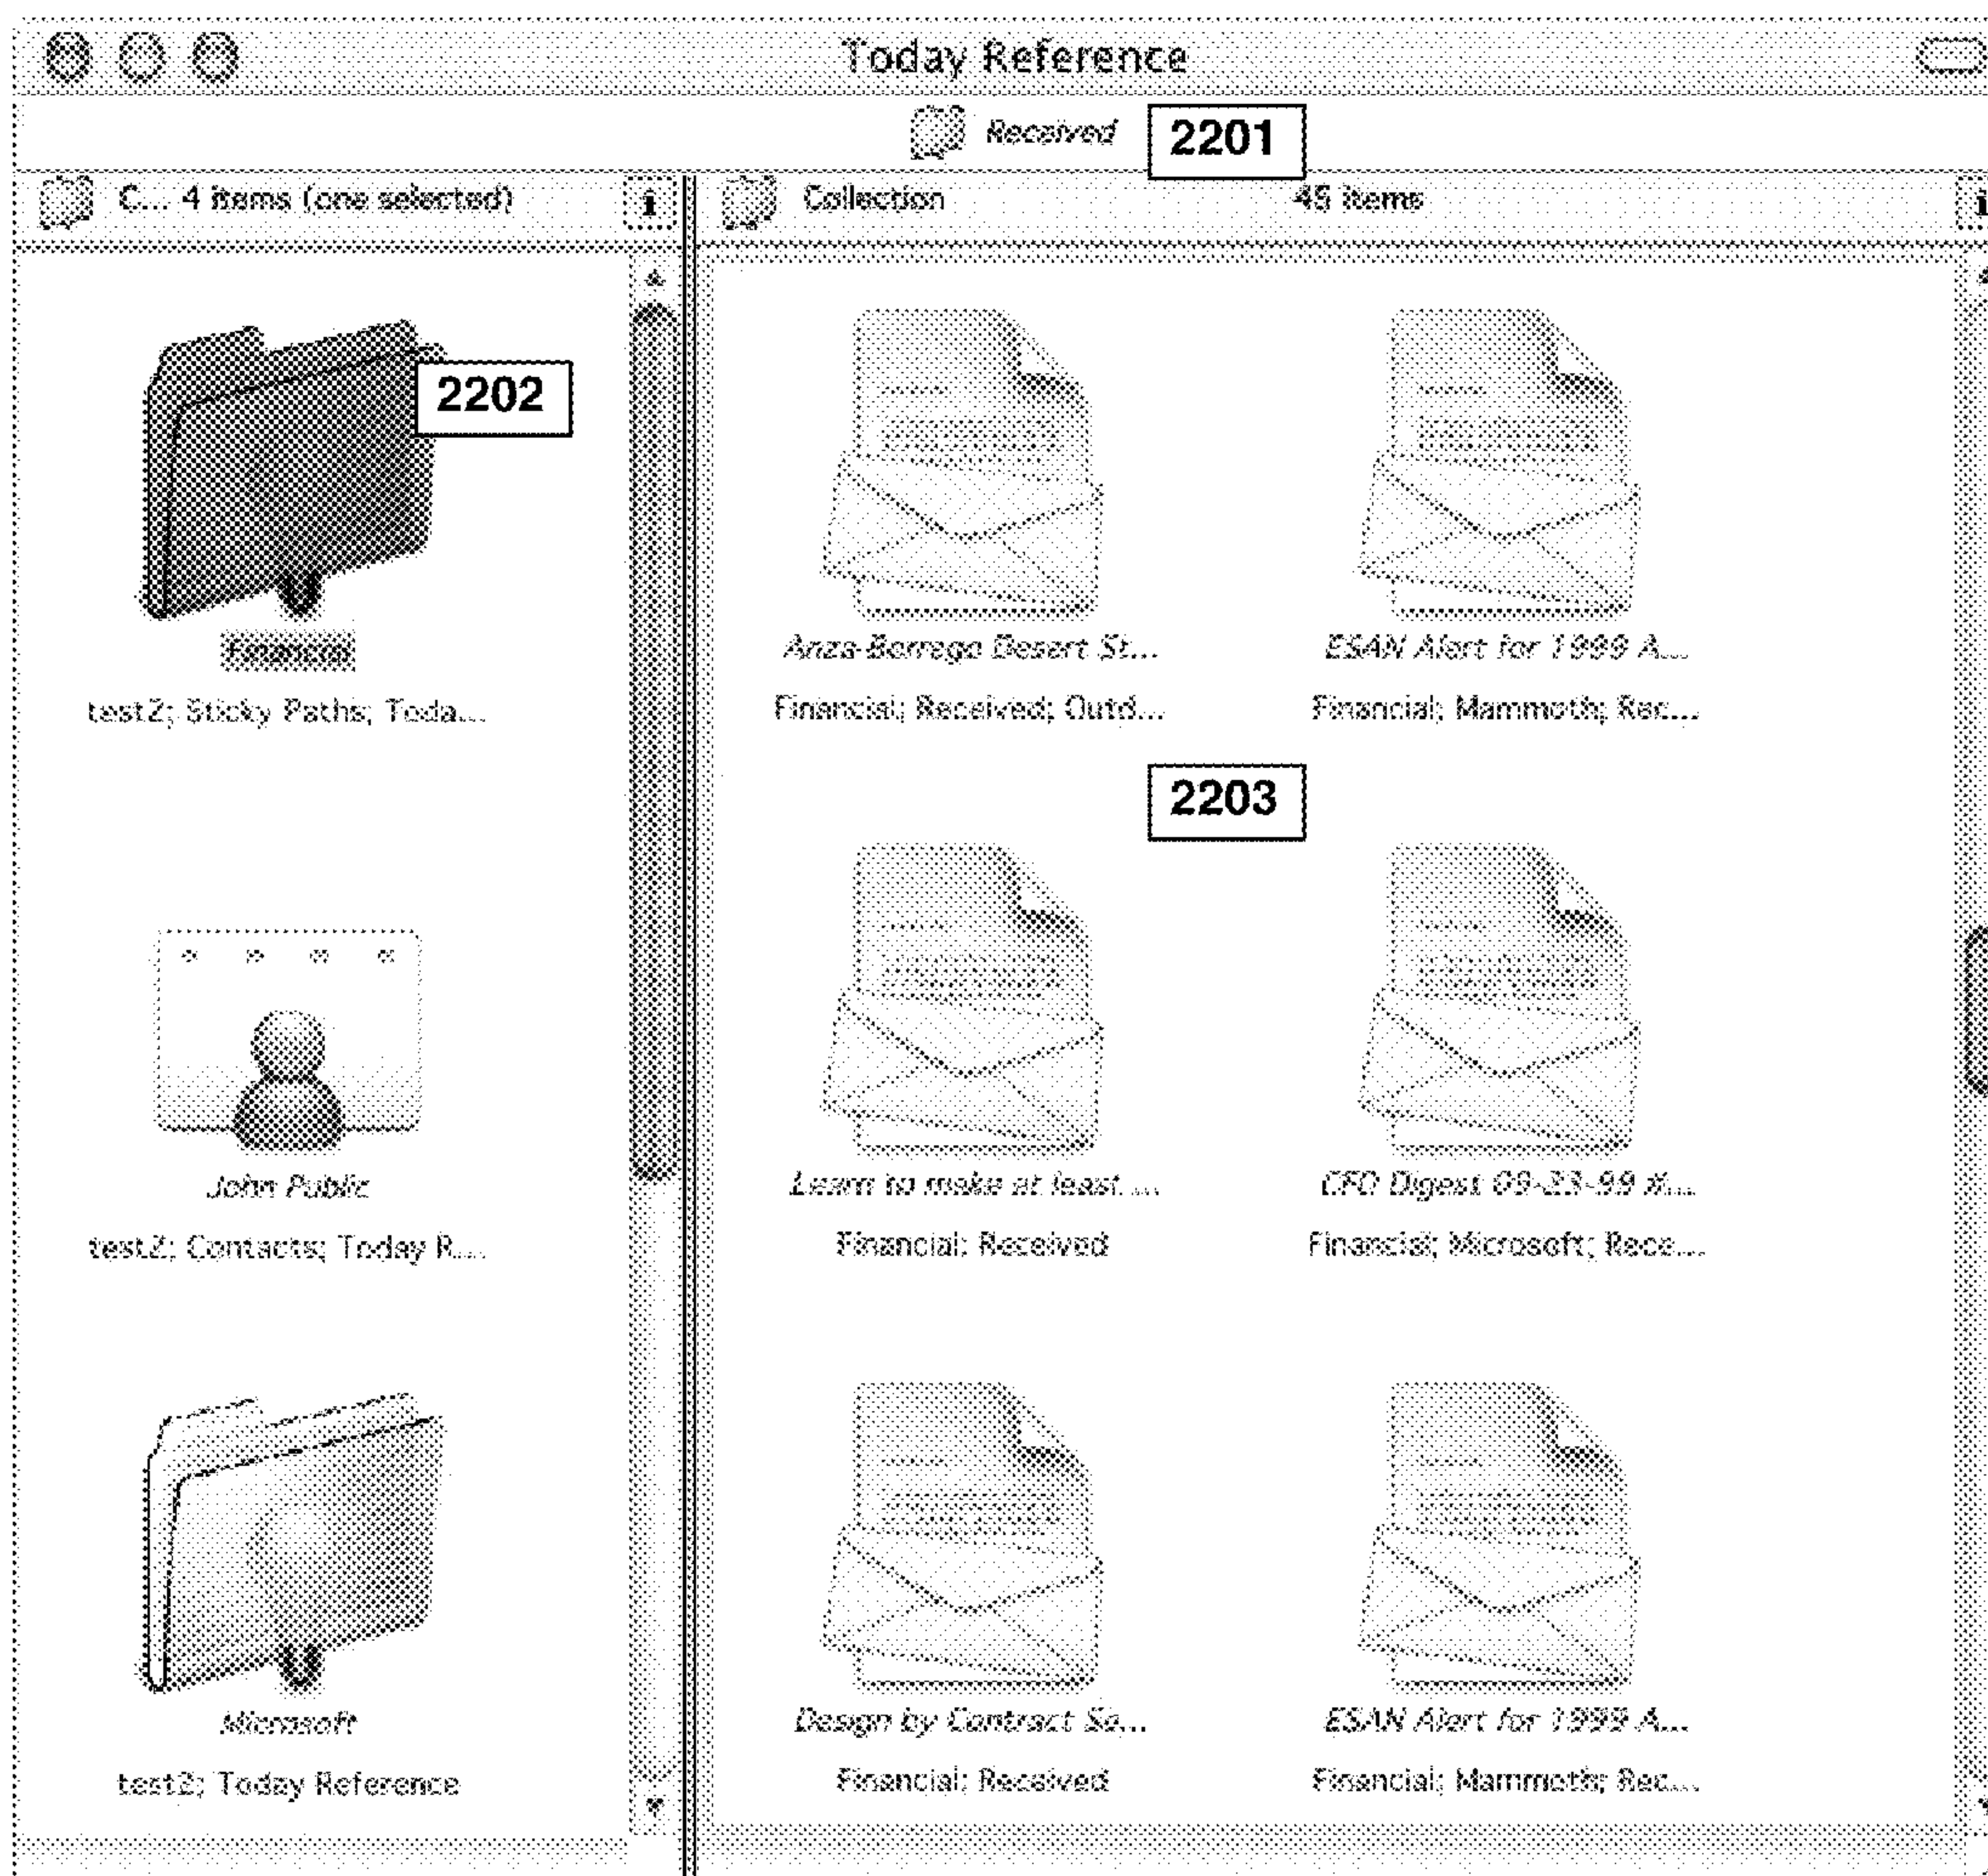 Today Reference
Received 2201
C... 4 items (one selected) i
Collection 45 items i
2202
Financial
test2; Sticky Paths; Toda...
Anza-Borrego Desert St...
Financial; Received; Outd...
ESAN Alert for 1999 A...
Financial; Mammoth; Rec...
2203
John Public
test2; Contacts; Today R...
Learn to make at least ...
Financial; Received
CFO Digest 09-23-99 #...
Financial; Microsoft; Rece...
Microsoft
test2; Today Reference
Design by Contract So...
Financial; Received
ESAN Alert for 1999 A...
Financial; Mammoth; Rec...